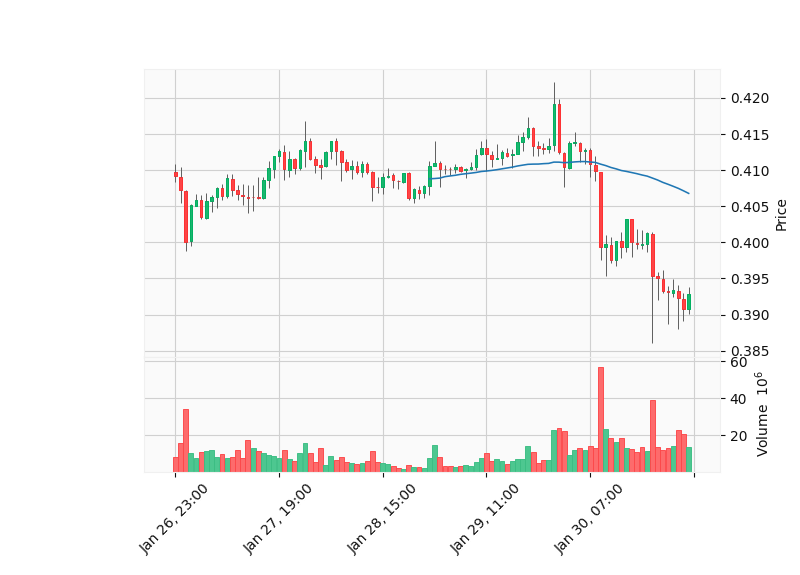 0.420
0.415
0.410
0.405
0.400
0.395
0.390
0.385
Price
60
40
20
Volume 10⁶
Jan 26, 23:00
Jan 27, 19:00
Jan 28, 15:00
Jan 29, 11:00
Jan 30, 07:00